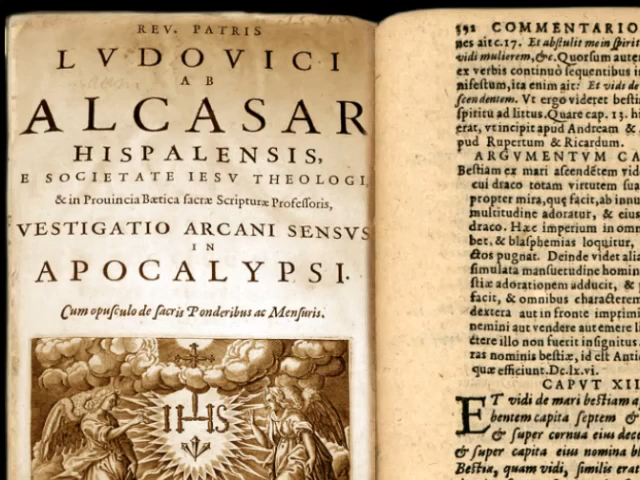 REV. PATRIS
LVDOVICI
AB
ALCASAR
HISPALENSIS,
E SOCIETATE IESV THEOLOGI,
& in Prouincia Bætica sacræ Scripturæ Professoris,
VESTIGATIO ARCANI SENSVS
IN
APOCALYPSI.
Cum opusculo de sacris Ponderibus ac Mensuris.
IHS
592 COMMENTARIO
nes ait c.17. Et abstulit me in spirit
vidi mulierem, &c. Quorsum autem
ex verbis continuò sequentibus
nifestum, ita enim ait: Et vidi de
scendentem. Vt ergo videret besti
spiritu ad littus. Quare cap. 13. hi
erat, vt incipit apud Andream &
pud Rupertum & Ricardum.
ARGVMENTVM CA
Bestiam ex mari ascendētem vid
cui draco totam virtutem sua
propter mira, quę facit, ab innu
multitudine adoratur, & eius
draco. Hæc imperium in omn
bet, & blasphemias loquitur,
ctos pugnat. Deinde videt alia
simulata mansuetudine homin
stiæ adorationem adducit, &
facit, & omnibus characterem
dextera aut in fronte imprimi
nemini aut vendere aut emere l
ctere illo non fuerit insignitus
ras nominis bestiæ, id est Anti
quæ efficiunt. Dc.lx.vi.
CAPVT XII
ET vidi de mari bestiam a
bentem capita septem &
& super cornua eius dece
& super capita eius nomina bl
Bestia, quam vidi, similis erat